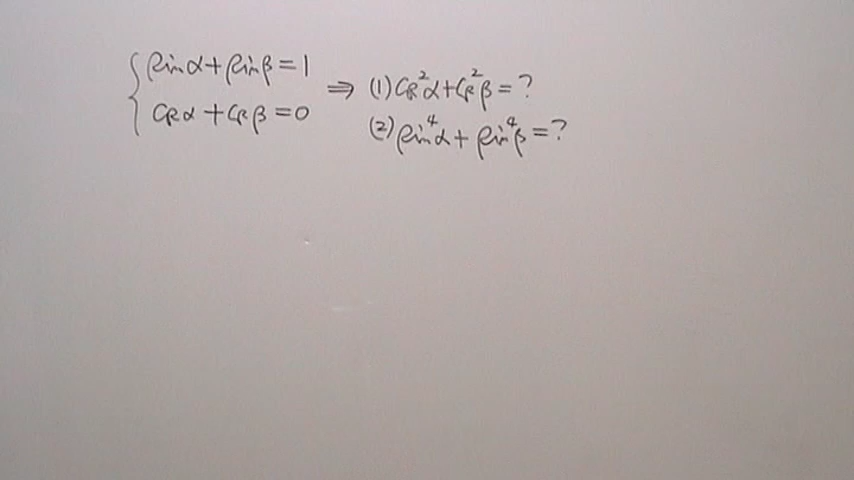 { sinα + sinβ = 1
cosα + cosβ = 0
⇒ (1) cos²α + cos²β = ?
(2) sin⁴α + sin⁴β = ?